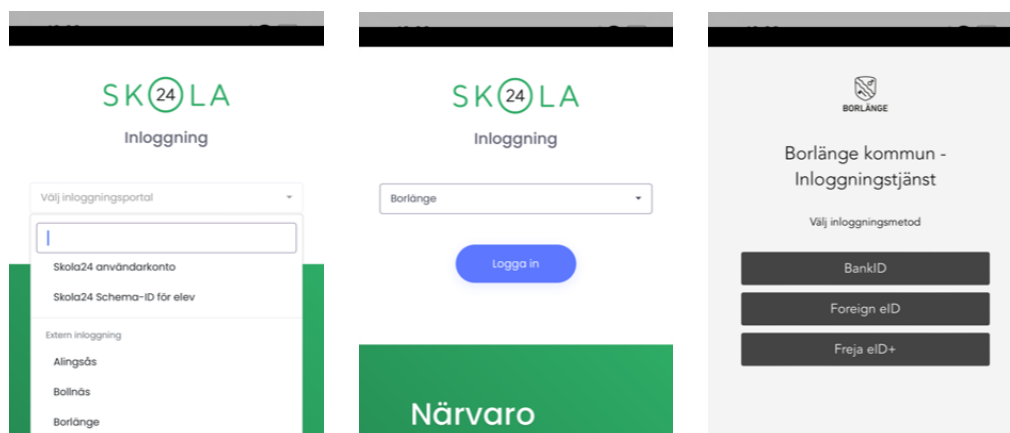 SK24LA
Inloggning
Välj inloggningsportal
Skola24 användarkonto
Skola24 Schema-ID för elev
Extern inloggning
Alingsås
Bollnäs
Borlänge
SK24LA
Inloggning
Borlänge
Logga in
Närvaro
BORLÄNGE
Borlänge kommun -
Inloggningstjänst
Välj inloggningsmetod
BankID
Foreign eID
Freja eID+